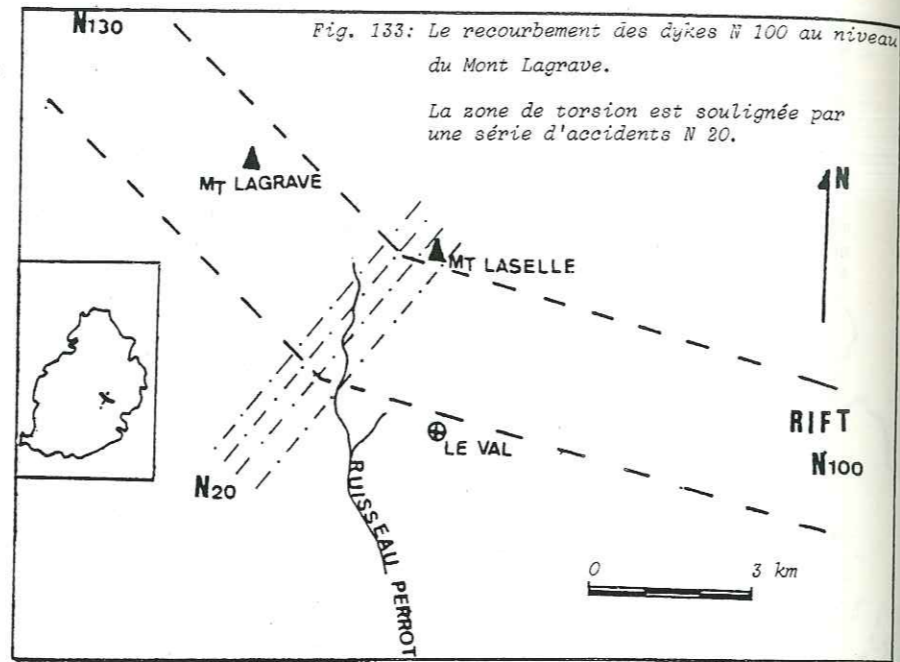 N130
Fig. 133: Le recourbement des dykes N 100 au niveau
du Mont Lagrave.
La zone de torsion est soulignée par
une série d'accidents N 20.
N
MT LAGRAVE
MT LASELLE
RIFT
N100
LE VAL
N20
RUISSEAU PERROT
0 3 km